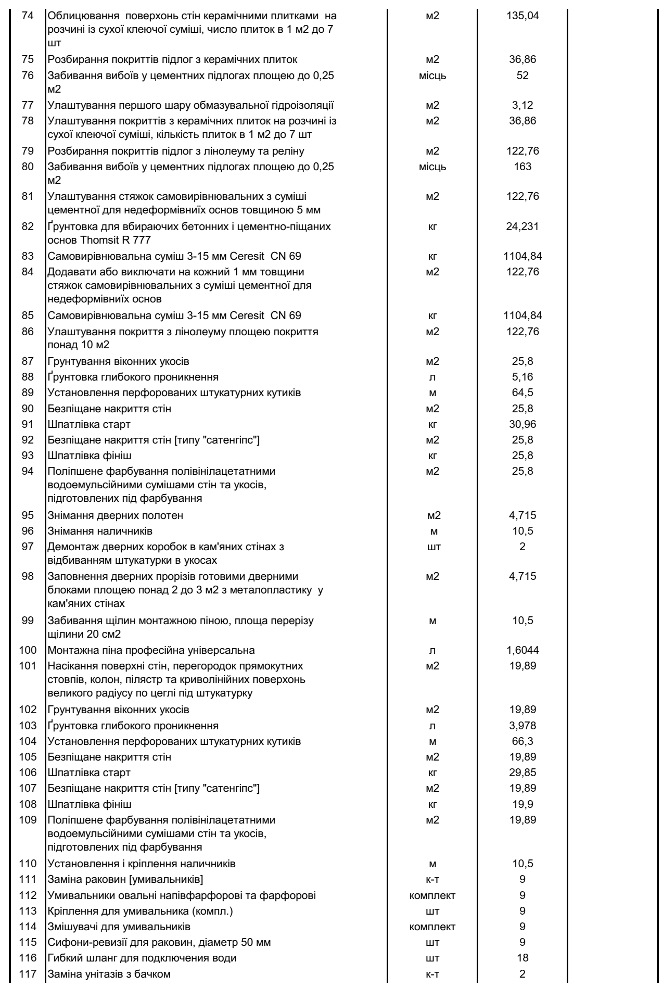 74 Облицювання  поверхонь стін керамічними плитками  на м2 135,04
розчині із сухої клеючої суміші, число плиток в 1 м2 до 7
шт
75 Розбирання покриттів підлог з керамічних плиток м2 36,86
76 Забивання вибоїв у цементних підлогах площею до 0,25 місць 52
м2
77 Улаштування першого шару обмазувальної гідроізоляції м2 3,12
78 Улаштування покриттів з керамічних плиток на розчині із м2 36,86
сухої клеючої суміші, кількість плиток в 1 м2 до 7 шт
79 Розбирання покриттів підлог з лінолеуму та реліну м2 122,76
80 Забивання вибоїв у цементних підлогах площею до 0,25 місць 163
м2
81 Улаштування стяжок самовирівнювальних з суміші м2 122,76
цементної для недеформівниїх основ товщиною 5 мм
82 Ґрунтовка для вбираючих бетонних і цементно-піщаних кг 24,231
основ Thomsit R 777
83 Самовирівнювальна суміш 3-15 мм Ceresit  CN 69 кг 1104,84
84 Додавати або виключати на кожний 1 мм товщини м2 122,76
стяжок самовирівнювальних з суміші цементної для
недеформівниїх основ
85 Самовирівнювальна суміш 3-15 мм Ceresit  CN 69 кг 1104,84
86 Улаштування покриття з лінолеуму площею покриття м2 122,76
понад 10 м2
87 Грунтування віконних укосів м2 25,8
88 Ґрунтовка глибокого проникнення л 5,16
89 Установлення перфорованих штукатурних кутиків м 64,5
90 Безпіщане накриття стін м2 25,8
91 Шпатлівка старт кг 30,96
92 Безпіщане накриття стін [типу "сатенгіпс"] м2 25,8
93 Шпатлівка фініш кг 25,8
94 Поліпшене фарбування полівінілацетатними м2 25,8
водоемульсійними сумішами стін та укосів,
підготовлених під фарбування
95 Знімання дверних полотен м2 4,715
96 Знімання наличників м 10,5
97 Демонтаж дверних коробок в кам'яних стінах з шт 2
відбиванням штукатурки в укосах
98 Заповнення дверних прорізів готовими дверними м2 4,715
блоками площею понад 2 до 3 м2 з металопластику  у
кам'яних стінах
99 Забивання щілин монтажною піною, площа перерізу м 10,5
щілини 20 см2
100 Монтажна піна професійна універсальна л 1,6044
101 Насікання поверхні стін, перегородок прямокутних м2 19,89
стовпів, колон, пілястр та криволінійних поверхонь
великого радіусу по цеглі під штукатурку
102 Грунтування віконних укосів м2 19,89
103 Ґрунтовка глибокого проникнення л 3,978
104 Установлення перфорованих штукатурних кутиків м 66,3
105 Безпіщане накриття стін м2 19,89
106 Шпатлівка старт кг 29,85
107 Безпіщане накриття стін [типу "сатенгіпс"] м2 19,89
108 Шпатлівка фініш кг 19,9
109 Поліпшене фарбування полівінілацетатними м2 19,89
водоемульсійними сумішами стін та укосів,
підготовлених під фарбування
110 Установлення і кріплення наличників м 10,5
111 Заміна раковин [умивальників] к-т 9
112 Умивальники овальні напівфарфорові та фарфорові комплект 9
113 Кріплення для умивальника (компл.) шт 9
114 Змішувачі для умивальників комплект 9
115 Сифони-ревизії для раковин, діаметр 50 мм шт 9
116 Гибкий шланг для подключення води шт 18
117 Заміна унітазів з бачком к-т 2